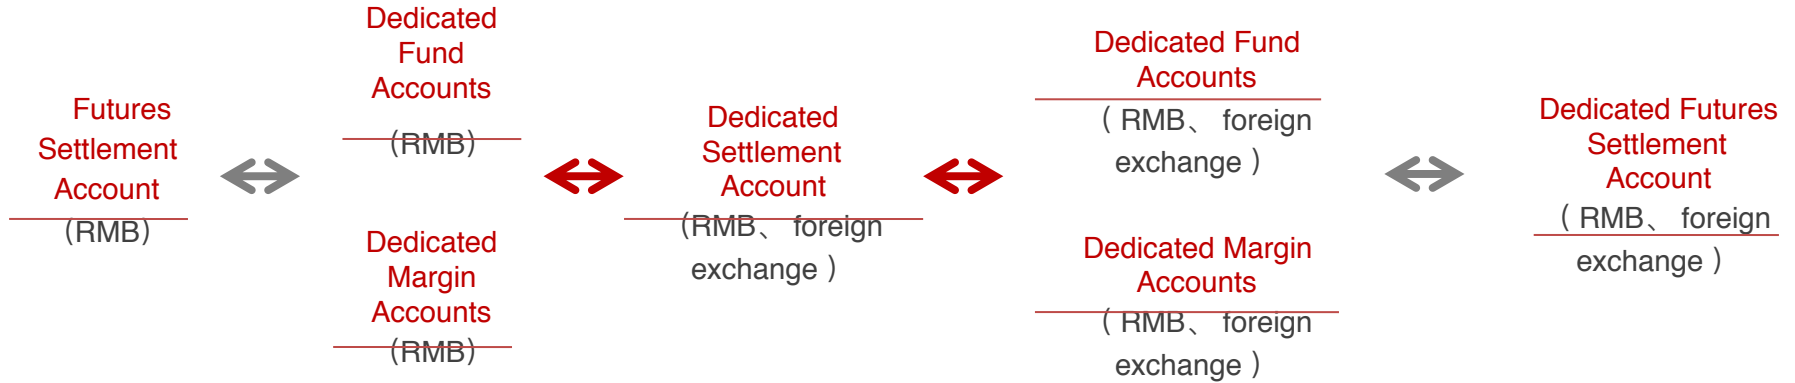 Futures
Settlement
Account
(RMB)
Dedicated
Fund
Accounts
(RMB)
Dedicated
Margin
Accounts
(RMB)
Dedicated
Settlement
Account
(RMB、 foreign
exchange )
Dedicated Fund
Accounts
( RMB、 foreign
exchange )
Dedicated Margin
Accounts
( RMB、 foreign
exchange )
Dedicated Futures
Settlement
Account
( RMB、 foreign
exchange )